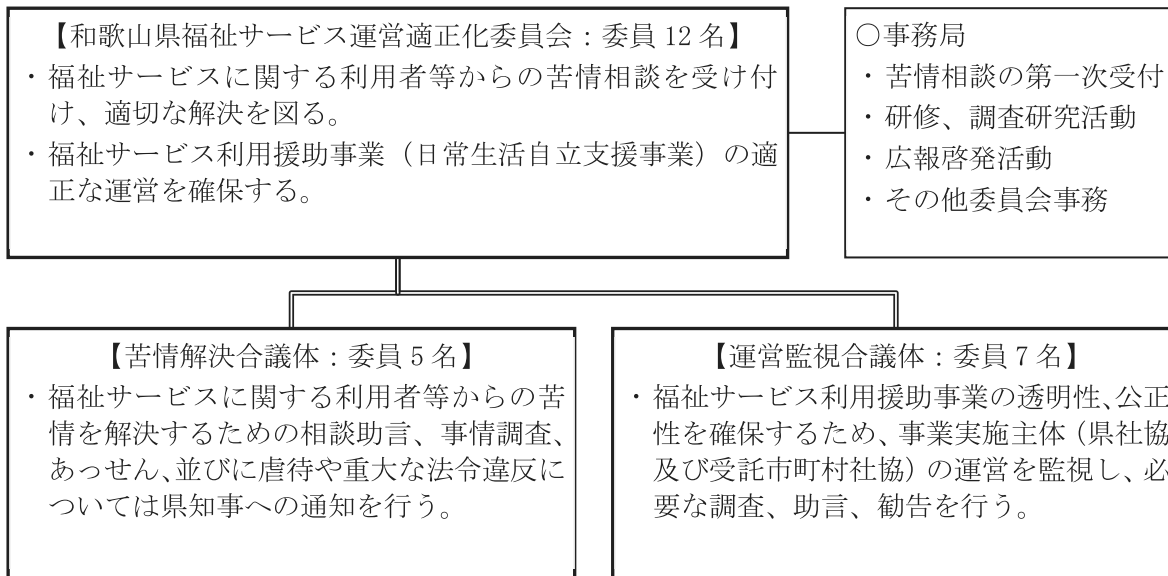 【和歌山県福祉サービス運営適正化委員会：委員 12 名】
・福祉サービスに関する利用者等からの苦情相談を受け付
け、適切な解決を図る。
・福祉サービス利用援助事業（日常生活自立支援事業）の適
正な運営を確保する。
○事務局
・苦情相談の第一次受付
・研修、調査研究活動
・広報啓発活動
・その他委員会事務
【苦情解決合議体：委員 5 名】
・福祉サービスに関する利用者等からの苦
情を解決するための相談助言、事情調査、
あっせん、並びに虐待や重大な法令違反に
ついては県知事への通知を行う。
【運営監視合議体：委員 7 名】
・福祉サービス利用援助事業の透明性、公正
性を確保するため、事業実施主体（県社協
及び受託市町村社協）の運営を監視し、必
要な調査、助言、勧告を行う。